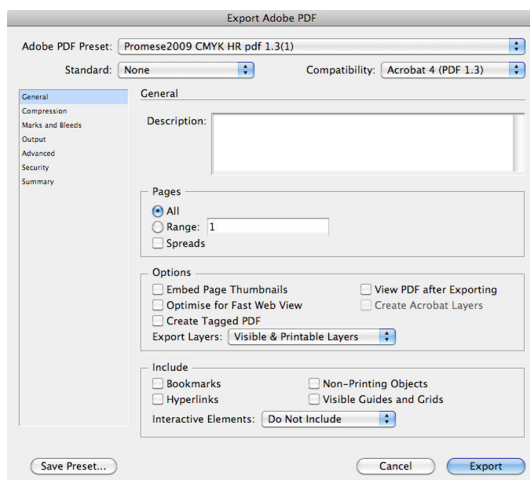 Export Adobe PDF
Adobe PDF Preset: Promese2009 CMYK HR pdf 1.3(1)
Standard: None Compatibility: Acrobat 4 (PDF 1.3)
General
Compression
Marks and Bleeds
Output
Advanced
Security
Summary
General
Description:
Pages
All
Range: 1
Spreads
Options
Embed Page Thumbnails View PDF after Exporting
Optimise for Fast Web View Create Acrobat Layers
Create Tagged PDF
Export Layers: Visible & Printable Layers
Include
Bookmarks Non-Printing Objects
Hyperlinks Visible Guides and Grids
Interactive Elements: Do Not Include
Save Preset... Cancel Export